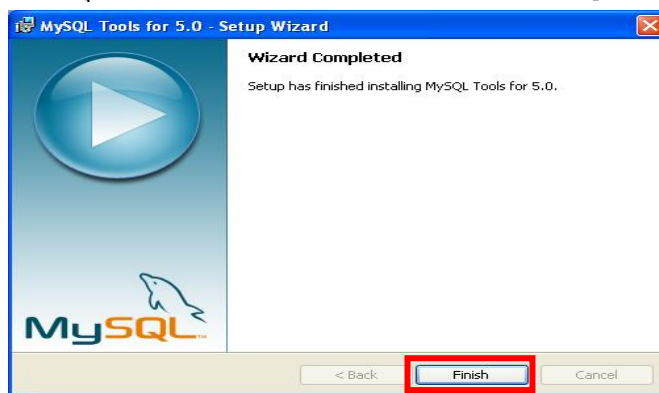 MySQL Tools for 5.0 - Setup Wizard
Wizard Completed
Setup has finished installing MySQL Tools for 5.0.
MySQL
< Back
Finish
Cancel